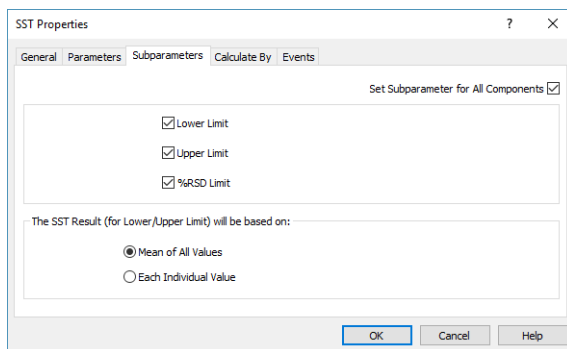 SST Properties ? ×
General Parameters Subparameters Calculate By Events
Set Subparameter for All Components
Lower Limit
Upper Limit
%RSD Limit
The SST Result (for Lower/Upper Limit) will be based on:
Mean of All Values
Each Individual Value
OK Cancel Help